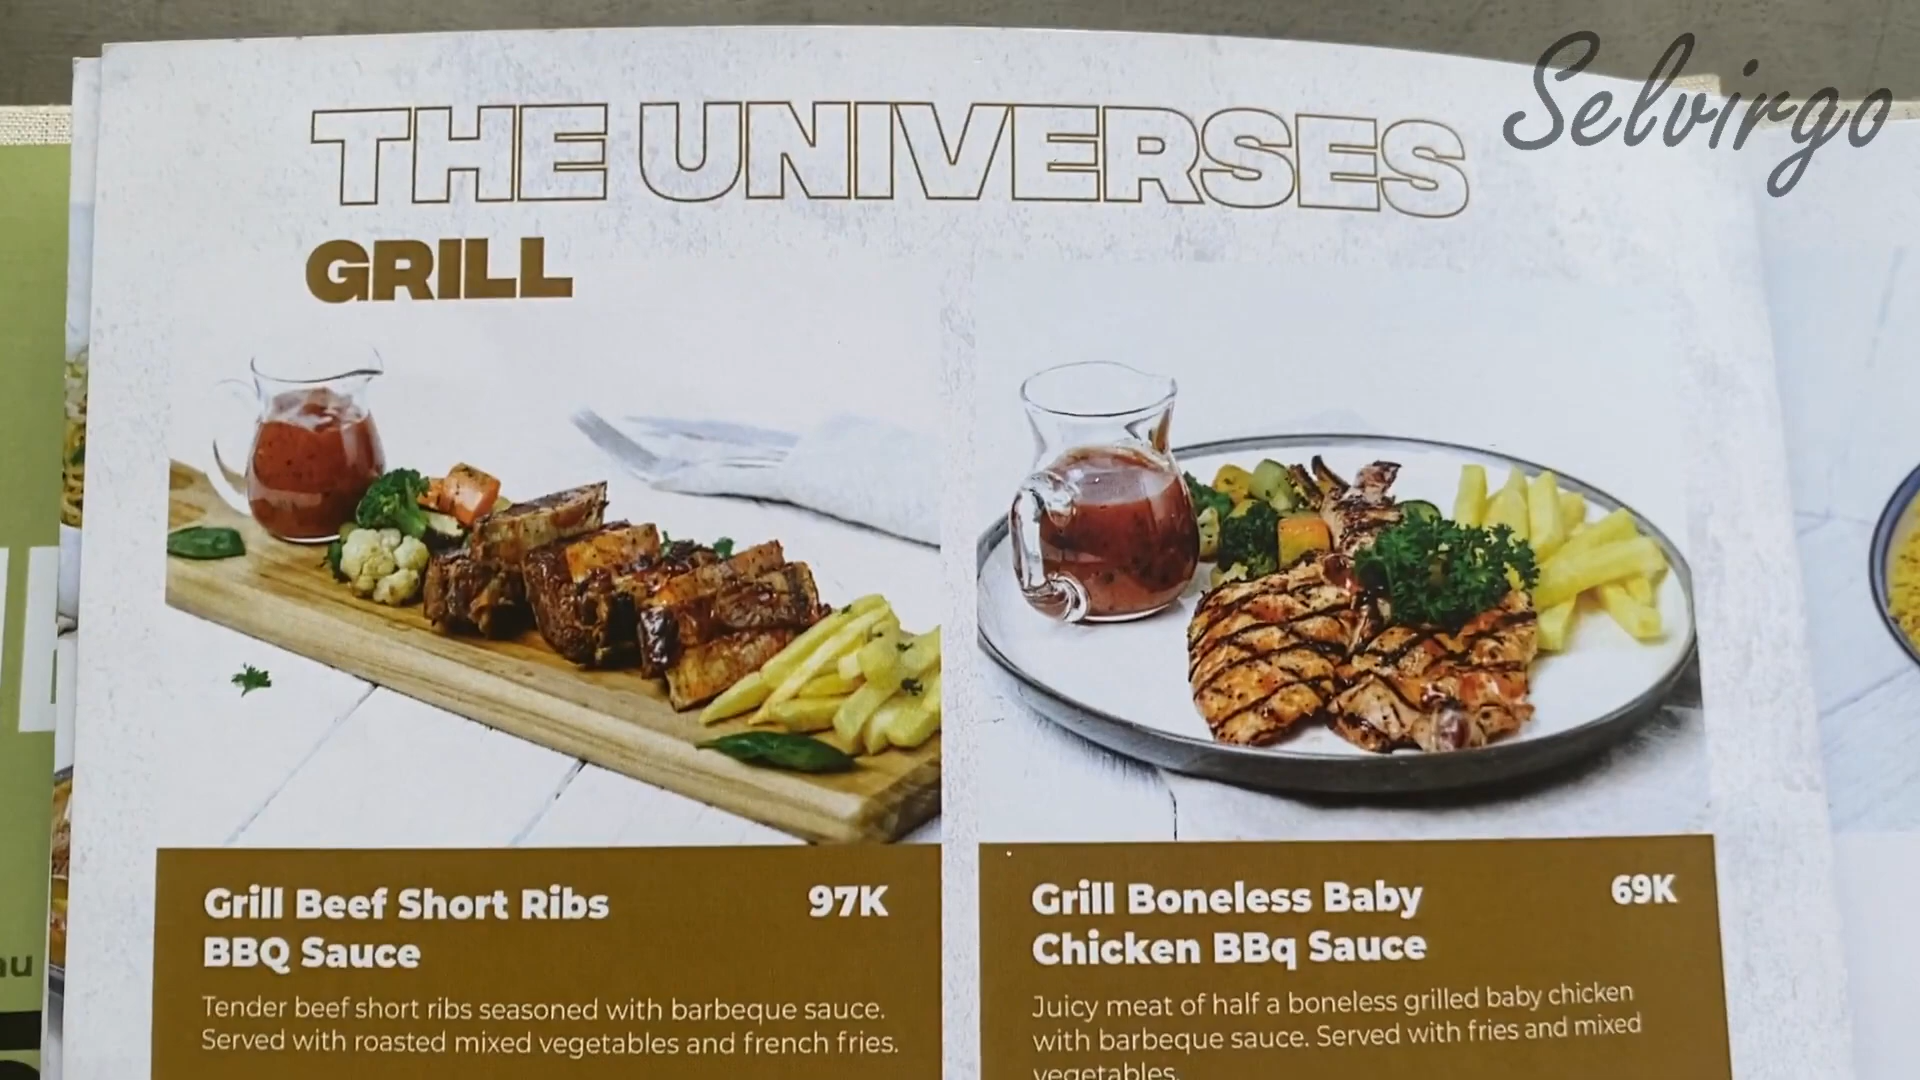 Selvirgo
THE UNIVERSES
GRILL
Grill Beef Short Ribs
BBQ Sauce
97K
Tender beef short ribs seasoned with barbeque sauce.
Served with roasted mixed vegetables and french fries.
Grill Boneless Baby
Chicken BBq Sauce
69K
Juicy meat of half a boneless grilled baby chicken
with barbeque sauce. Served with fries and mixed
vegetables.